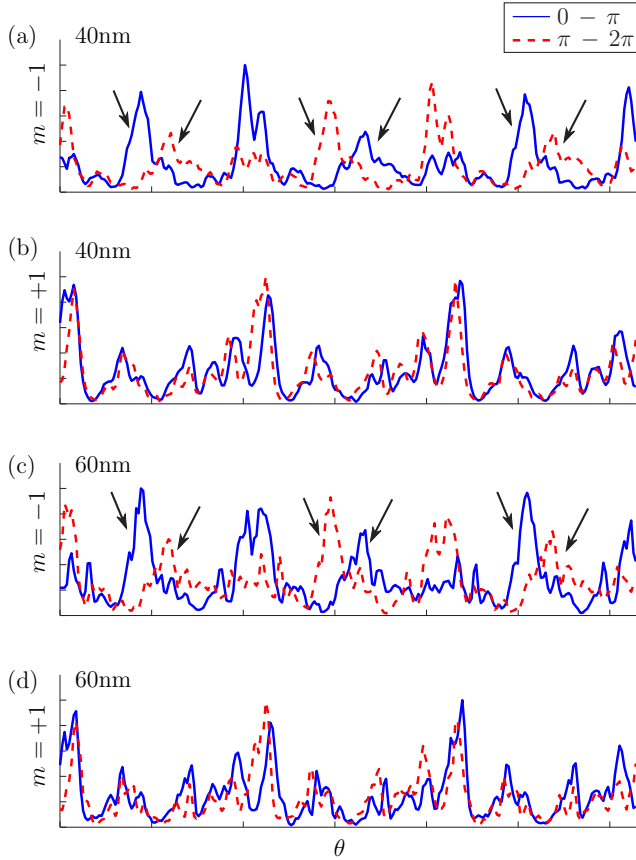 0 − π
π − 2π
(a)
40nm
m = −1
(b)
40nm
m = +1
(c)
60nm
m = −1
(d)
60nm
m = +1
θ